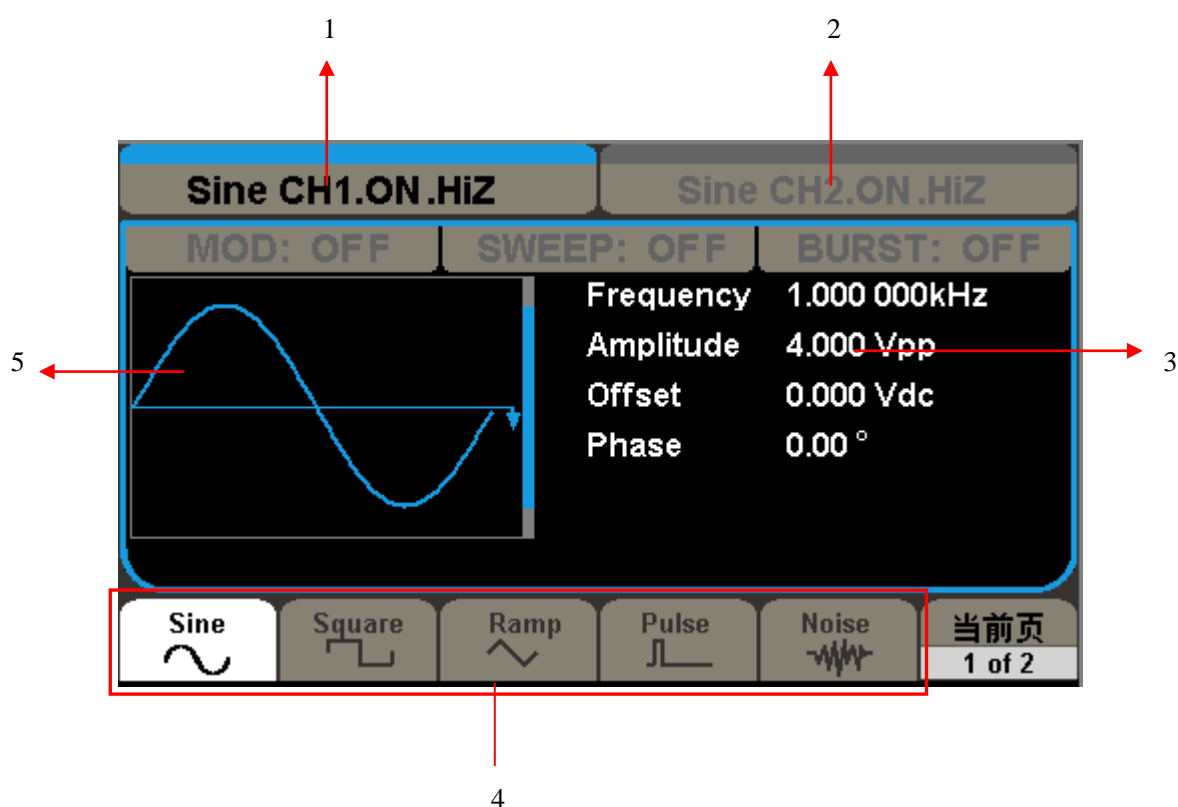 1 2
Sine CH1.ON.HiZ Sine CH2.ON.HiZ
MOD: OFF SWEEP: OFF BURST: OFF
Frequency 1.000 000kHz
Amplitude 4.000 Vpp
Offset 0.000 Vdc
Phase 0.00 °
5
3
Sine Square Ramp Pulse Noise 当前页
1 of 2
4